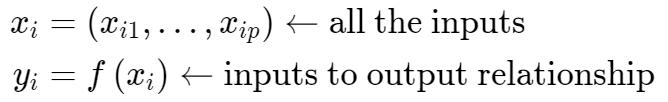 x_i = (x_{i1}, ..., x_{ip}) ← all the inputs
y_i = f (x_i) ← inputs to output relationship